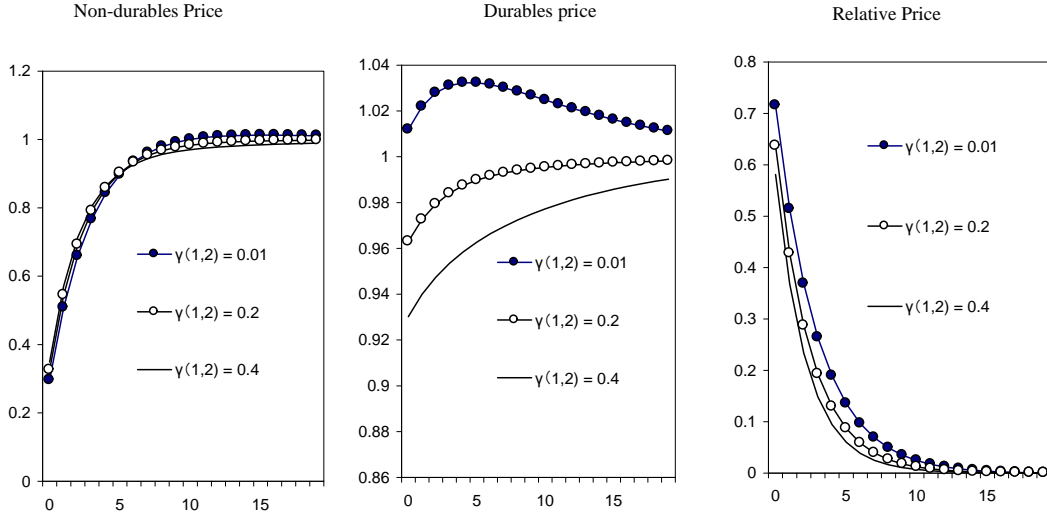 Non-durables Price
1.2
1
0.8
0.6
0.4
0.2
0
0 5 10 15
γ(1,2) = 0.01
γ(1,2) = 0.2
γ(1,2) = 0.4
Durables price
1.04
1.02
1
0.98
0.96
0.94
0.92
0.9
0.88
0.86
0 5 10 15
γ(1,2) = 0.01
γ(1,2) = 0.2
γ(1,2) = 0.4
Relative Price
0.8
0.7
0.6
0.5
0.4
0.3
0.2
0.1
0
0 5 10 15
γ(1,2) = 0.01
γ(1,2) = 0.2
γ(1,2) = 0.4